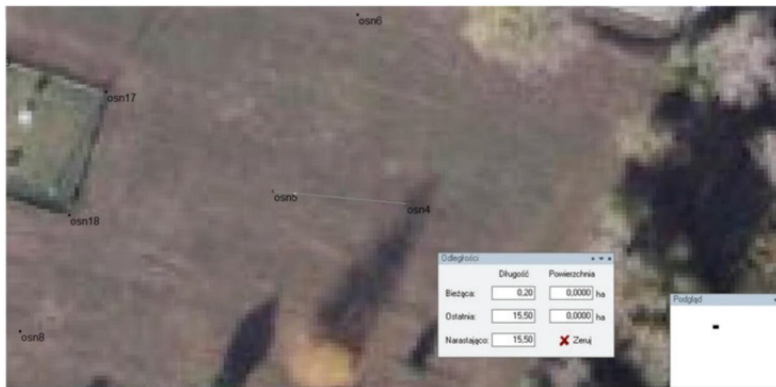 osn6
osn17
osn5
osn4
osn18
osn8
Odległości
Długość Powierzchnia
Bieżąca: 0,20 0,0000 ha
Ostatnia: 15,50 0,0000 ha
Narastająco: 15,50 Zeruj
Podgląd